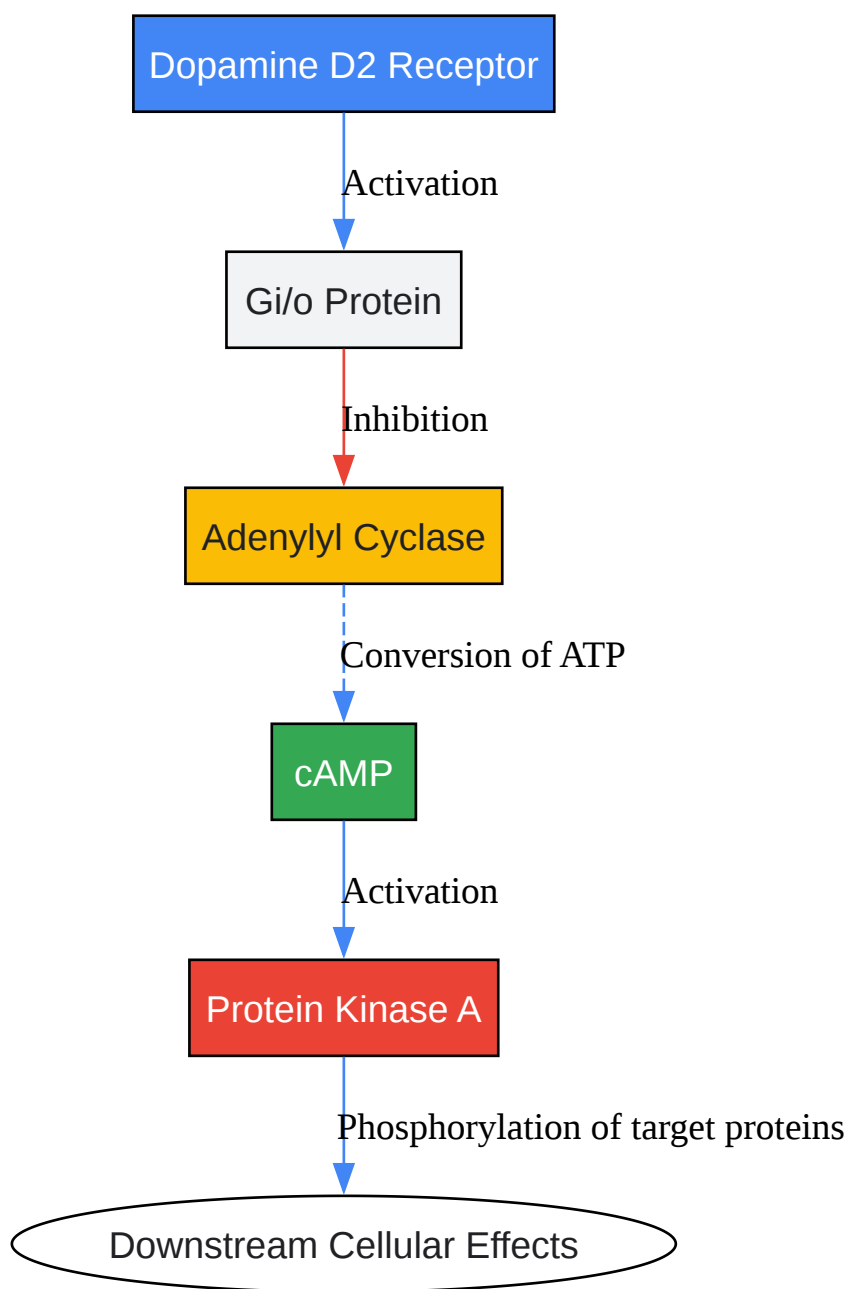 Dopamine D2 Receptor
Activation
Gi/o Protein
Inhibition
Adenylyl Cyclase
Conversion of ATP
cAMP
Activation
Protein Kinase A
Phosphorylation of target proteins
Downstream Cellular Effects